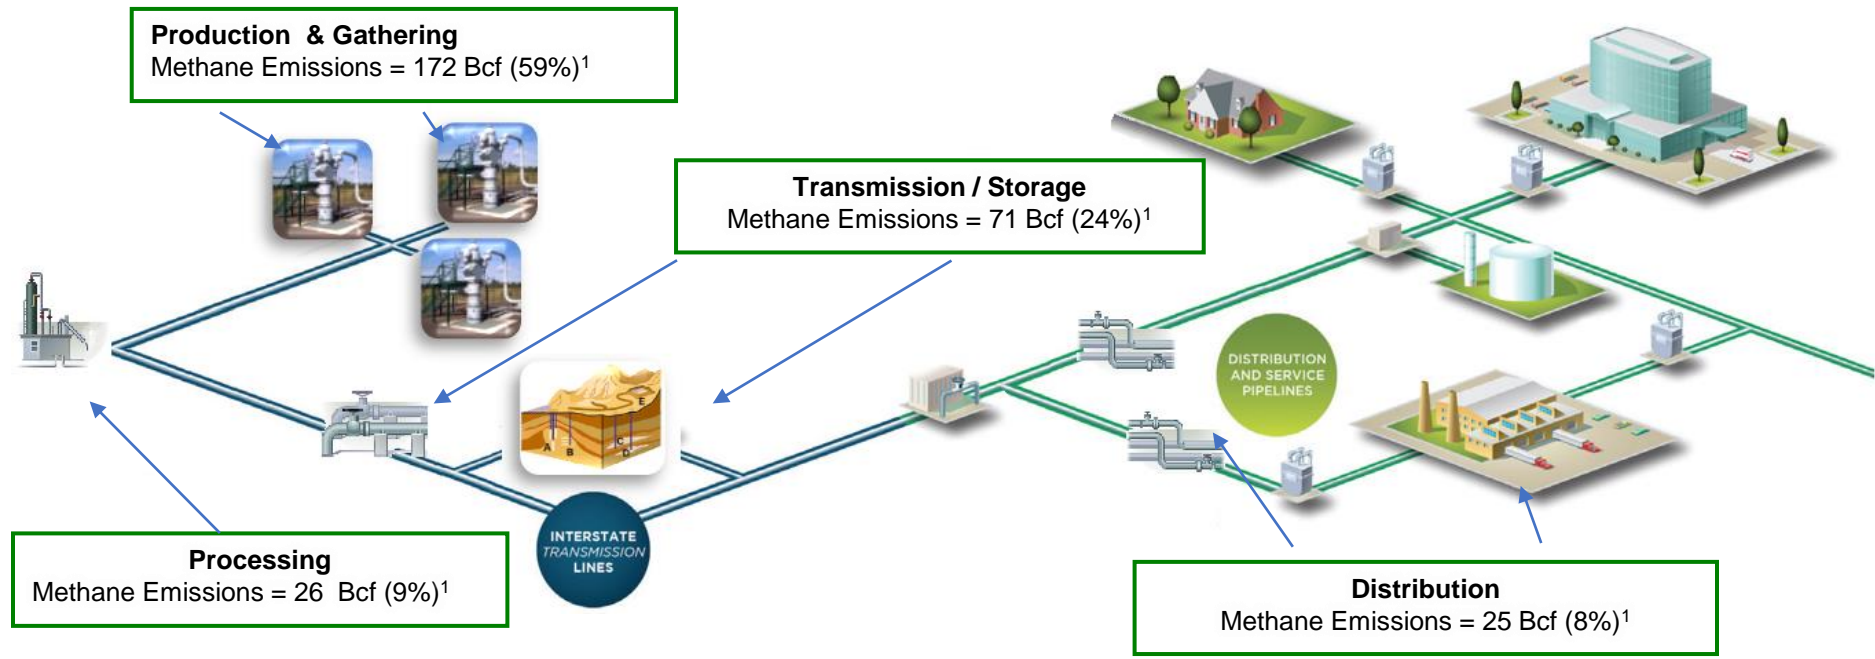 Production & Gathering
Methane Emissions = 172 Bcf (59%)¹
Transmission / Storage
Methane Emissions = 71 Bcf (24%)¹
E
A
B
C
D
DISTRIBUTION
AND SERVICE
PIPELINES
INTERSTATE
TRANSMISSION
LINES
Processing
Methane Emissions = 26 Bcf (9%)¹
Distribution
Methane Emissions = 25 Bcf (8%)¹